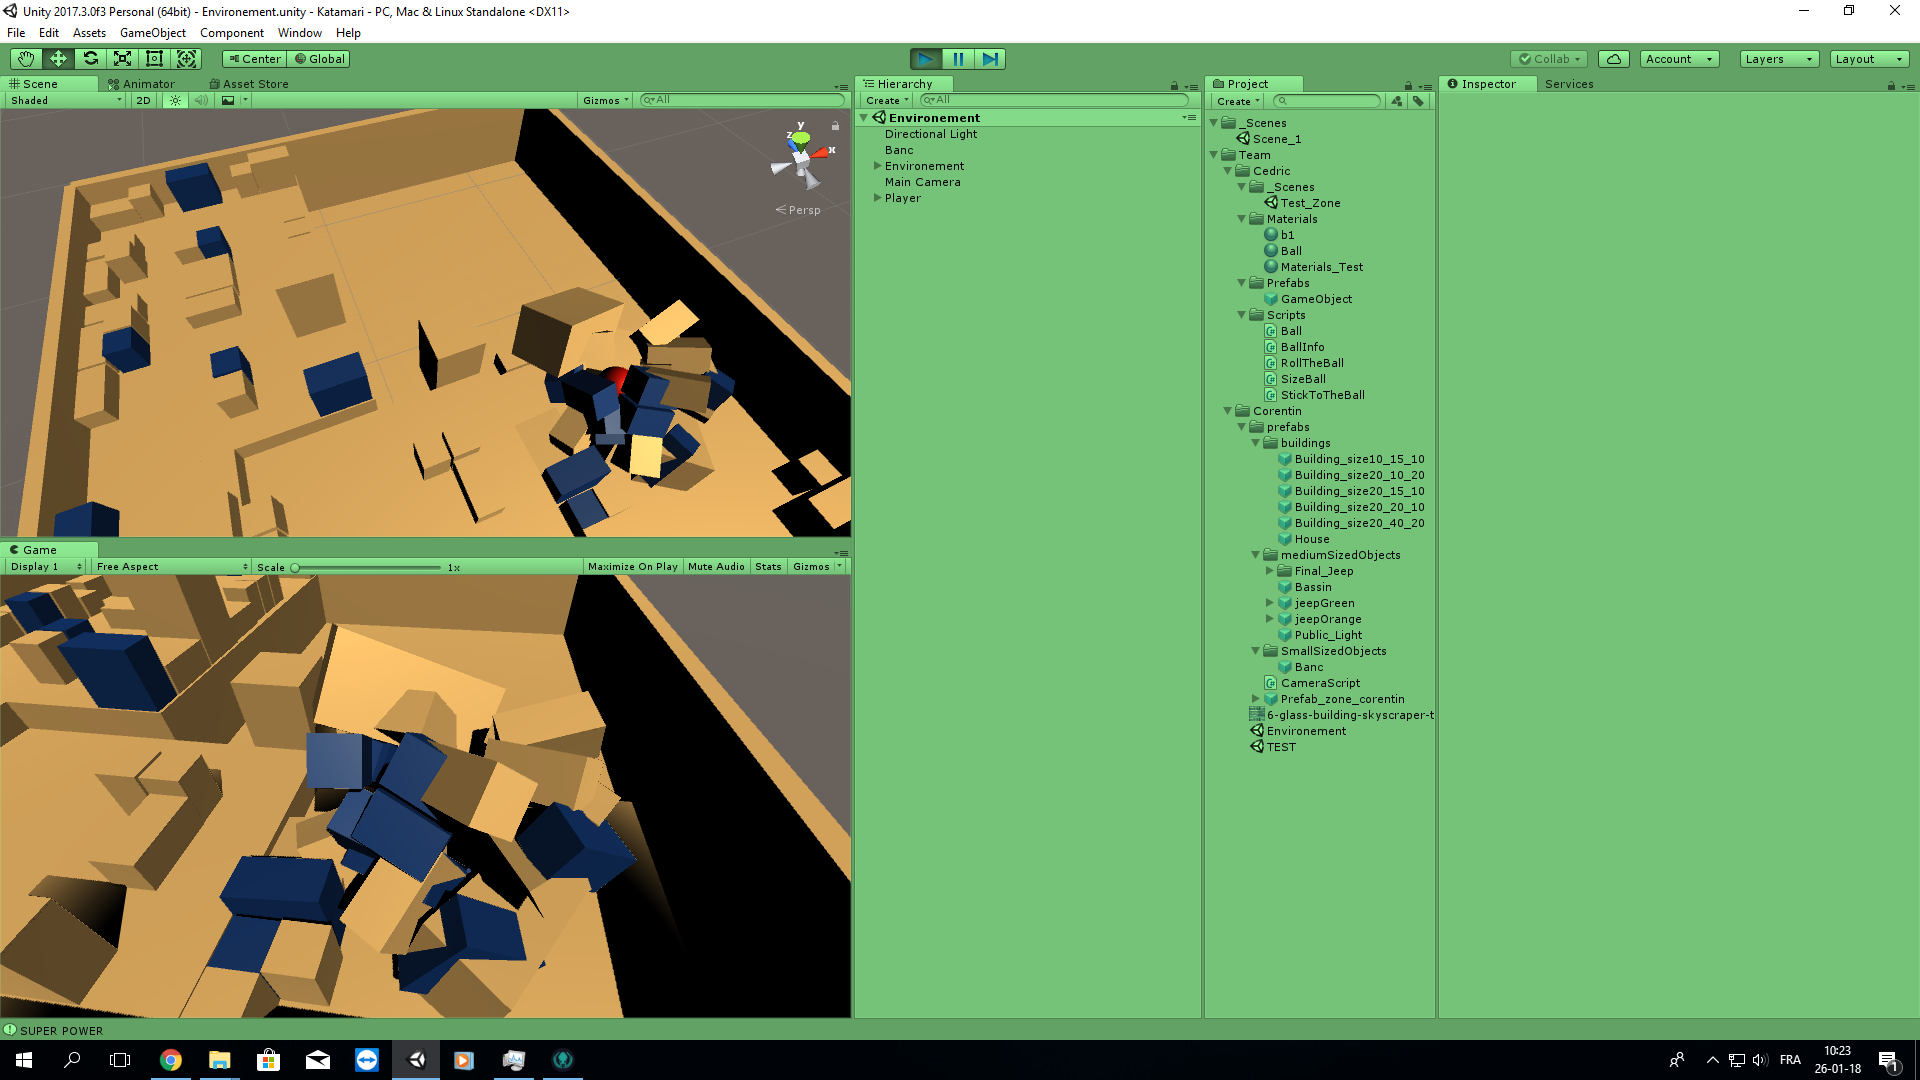 Unity 2017.3.0f3 Personal (64bit) - Environement.unity - Katamari - PC, Mac & Linux Standalone <DX11>
File Edit Assets GameObject Component Window Help
Center Global Collab Account Layers Layout
Scene Animator Asset Store
Shaded 2D Gizmos All
y
z x
Persp
Game
Display 1 Free Aspect Scale 1x Maximize On Play Mute Audio Stats Gizmos
Hierarchy
Create All
Environement
Directional Light
Banc
Environement
Main Camera
Player
Project
Create
_Scenes
Scene_1
Team
Cedric
_Scenes
Test_Zone
Materials
b1
Ball
Materials_Test
Prefabs
GameObject
Scripts
Ball
BallInfo
RollTheBall
SizeBall
StickToTheBall
Corentin
prefabs
buildings
Building_size10_15_10
Building_size20_10_20
Building_size20_15_10
Building_size20_20_10
Building_size20_40_20
House
mediumSizedObjects
Final_Jeep
Bassin
jeepGreen
jeepOrange
Public_Light
SmallSizedObjects
Banc
CameraScript
Prefab_zone_corentin
6-glass-building-skyscraper-t
Environement
TEST
Inspector Services
SUPER POWER
FRA
10:23
26-01-18
1